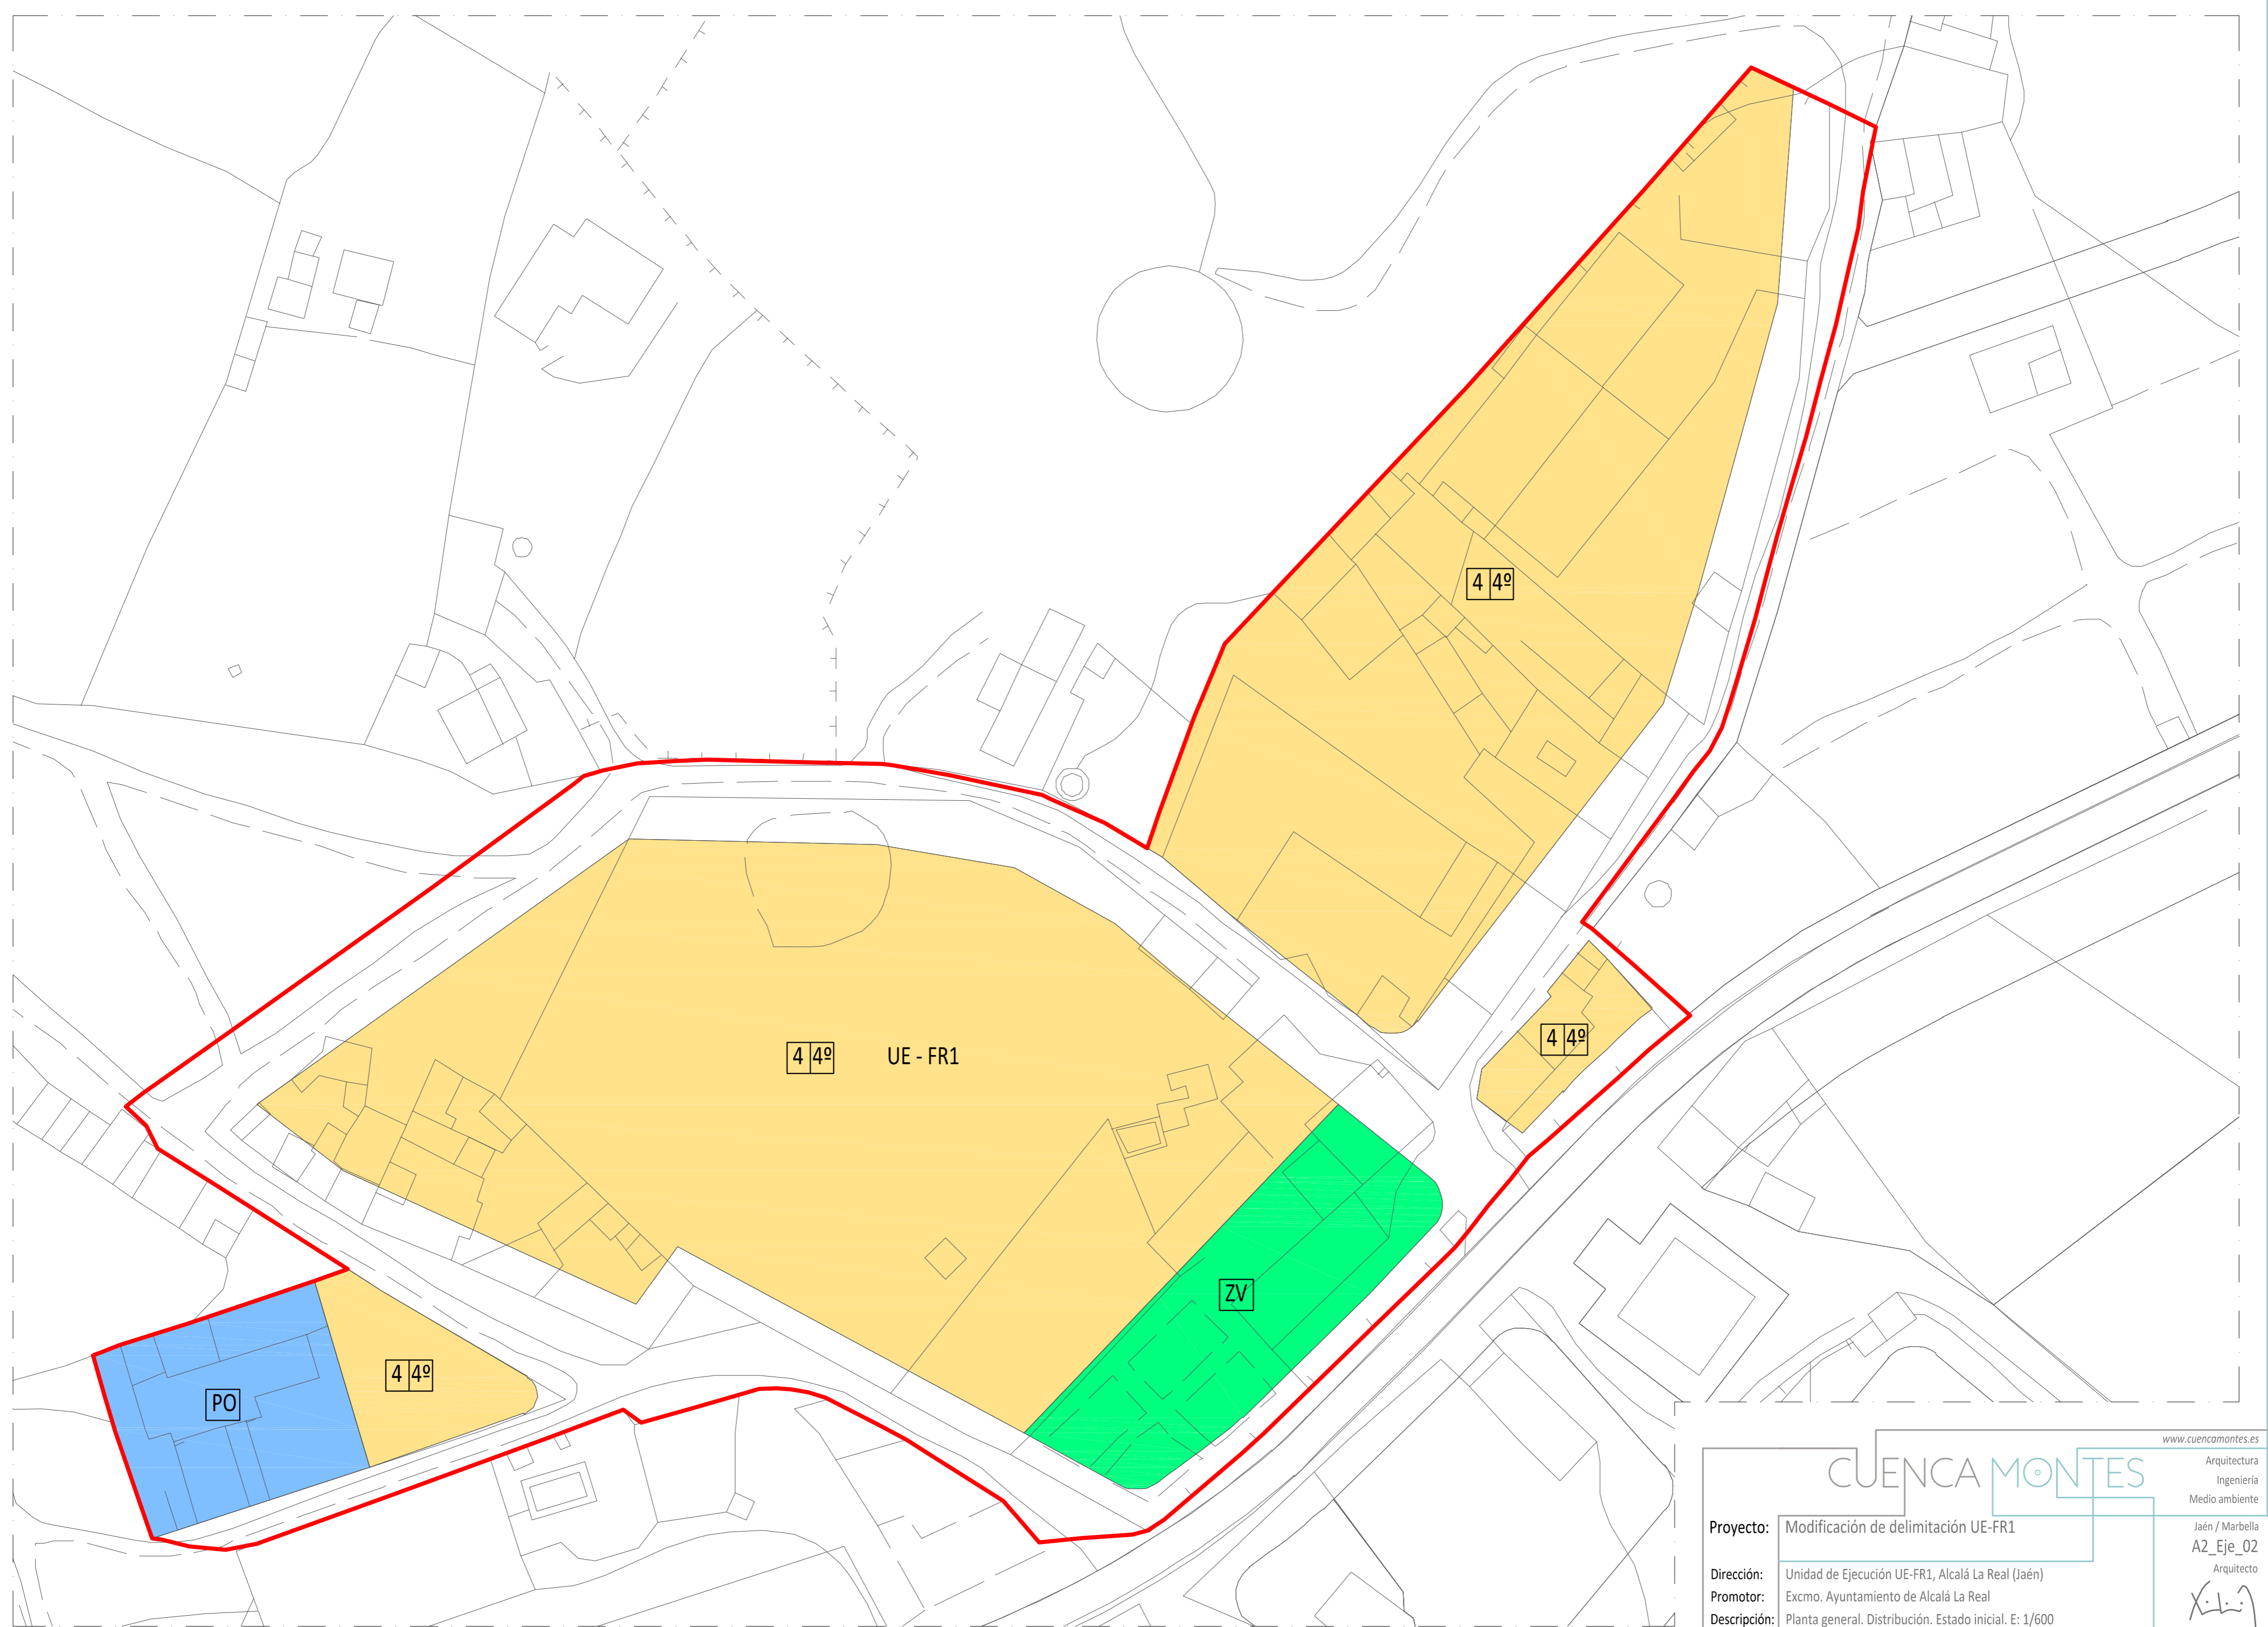 4 4º
4 4º
UE - FR1
4 4º
ZV
4 4º
PO
www.cuencamontes.es
CUENCA MONTES
Arquitectura
Ingeniería
Medio ambiente
Proyecto: Modificación de delimitación UE-FR1
Jaén / Marbella
A2_Eje_02
Arquitecto
Dirección: Unidad de Ejecución UE-FR1, Alcalá La Real (Jaén)
Promotor: Excmo. Ayuntamiento de Alcalá La Real
Descripción: Planta general. Distribución. Estado inicial. E: 1/600